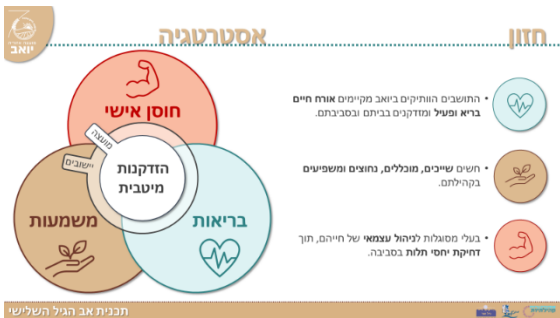 חזון
אסטרטגיה
יואב
• התושבים הוותיקים ביואב מקיימים אורח חיים
בריא ופעיל ומזדקנים בביתם ובסביבתם.
• חשים שייכים, מוכללים, נחוצים ומשפיעים
בקהילתם.
• בעלי מסוגלות לניהול עצמאי של חייהם, תוך
דחיקת יחסי תלות בסביבה.
חוסן אישי
מועצה
יישובים
הזדקנות
מיטבית
בריאות
משמעות
תכנית אב הגיל השלישי